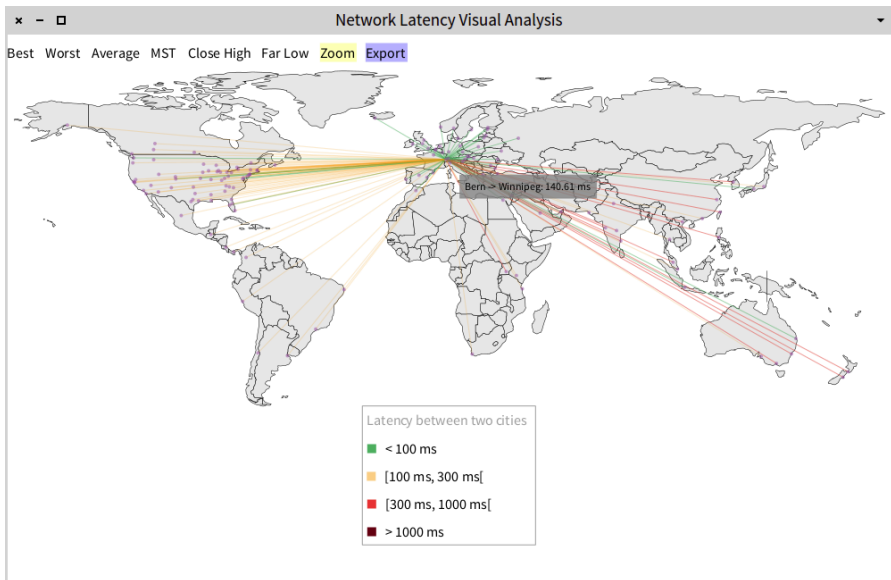 Network Latency Visual Analysis
Best Worst Average MST Close High Far Low Zoom Export
Bern -> Winnipeg: 140.61 ms
Latency between two cities
< 100 ms
[100 ms, 300 ms[
[300 ms, 1000 ms[
> 1000 ms